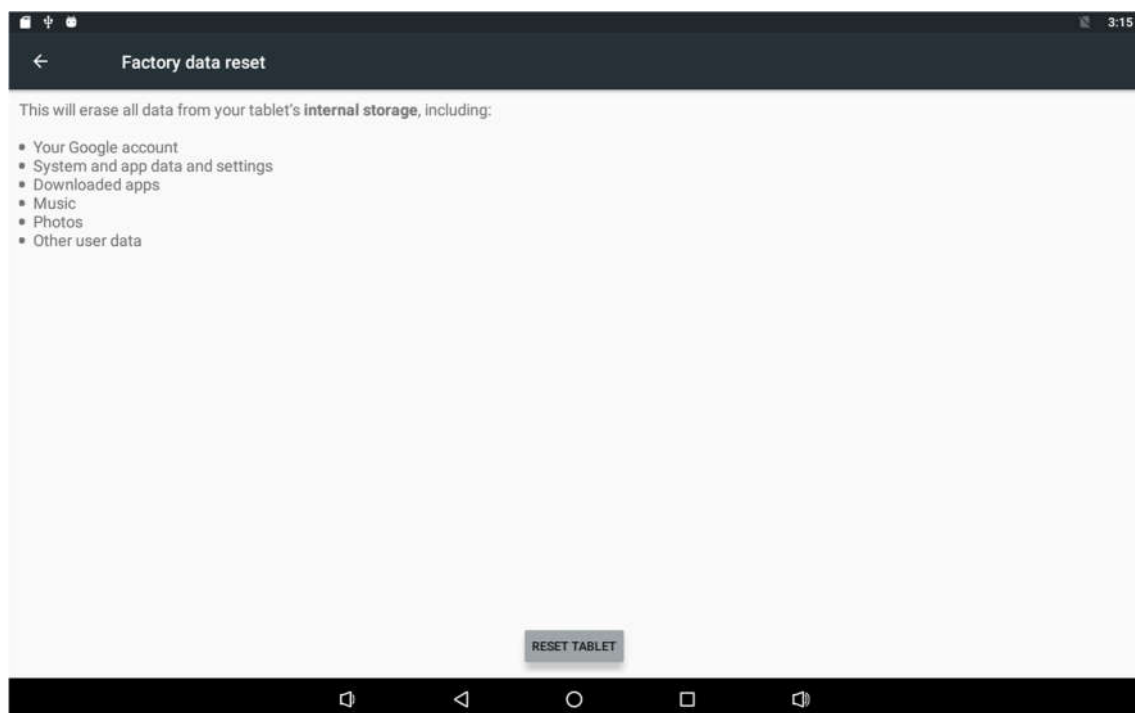 3:15
Factory data reset
This will erase all data from your tablet's internal storage, including:
• Your Google account
• System and app data and settings
• Downloaded apps
• Music
• Photos
• Other user data
RESET TABLET